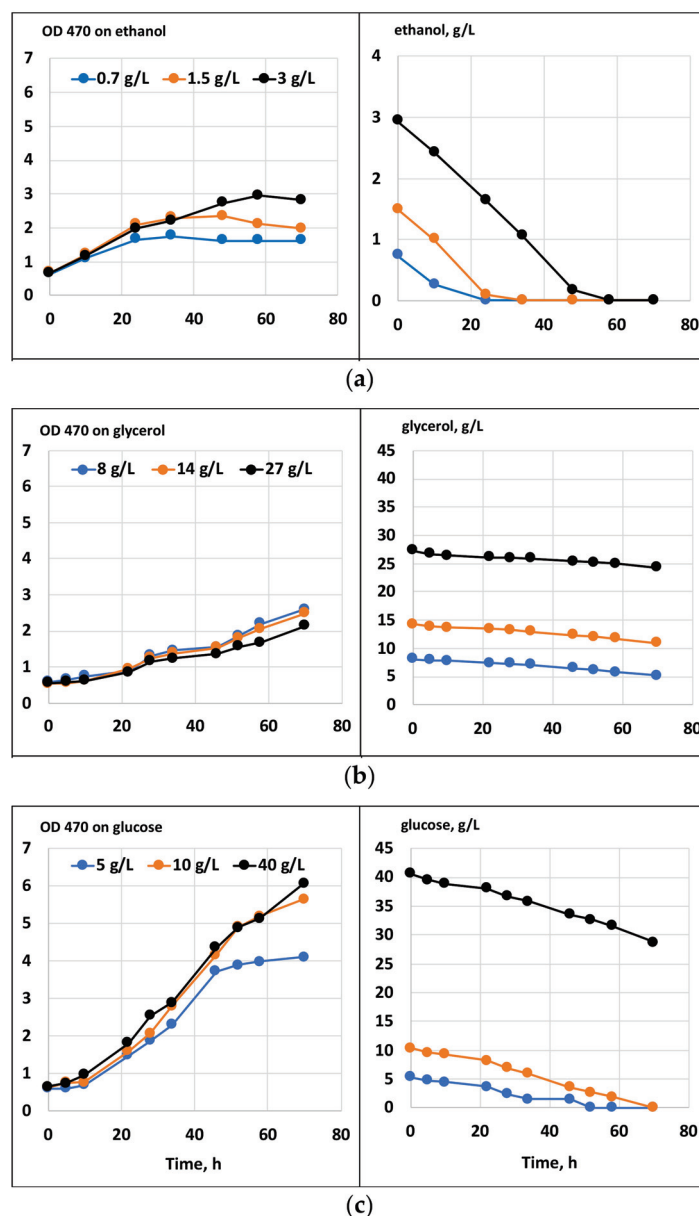 OD 470 on ethanol
7
6
5
4
3
2
1
0
0 20 40 60 80
0.7 g/L 1.5 g/L 3 g/L
ethanol, g/L
4
3
2
1
0
0 20 40 60 80
(a)
OD 470 on glycerol
7
6
5
4
3
2
1
0
0 20 40 60 80
8 g/L 14 g/L 27 g/L
glycerol, g/L
45
40
35
30
25
20
15
10
5
0
0 20 40 60 80
(b)
OD 470 on glucose
7
6
5
4
3
2
1
0
0 20 40 60 80
5 g/L 10 g/L 40 g/L
Time, h
glucose, g/L
45
40
35
30
25
20
15
10
5
0
0 20 40 60 80
Time, h
(c)